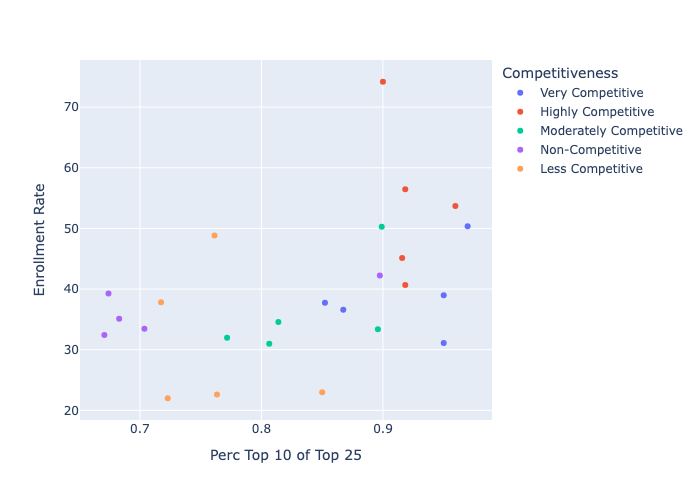 Competitiveness
Very Competitive
Highly Competitive
Moderately Competitive
Non-Competitive
Less Competitive
70
60
50
40
30
20
Enrollment Rate
0.7
0.8
0.9
Perc Top 10 of Top 25